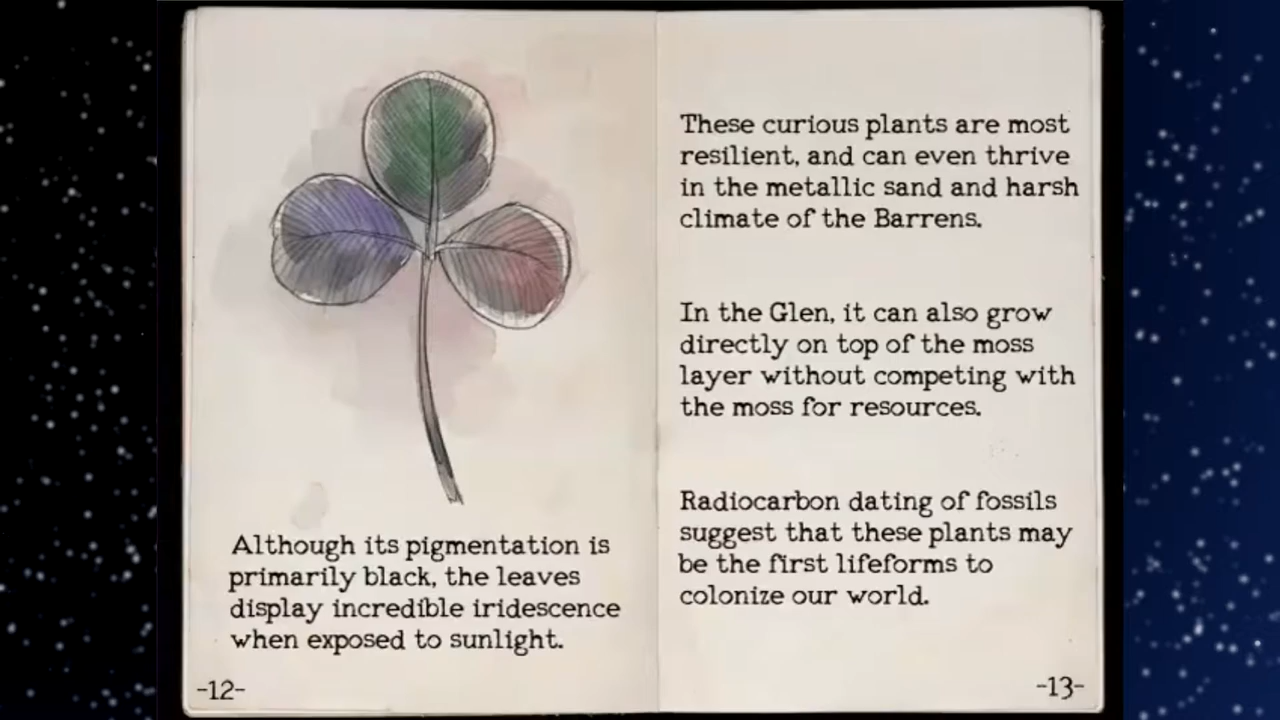 Although its pigmentation is
primarily black, the leaves
display incredible iridescence
when exposed to sunlight.
-12-
These curious plants are most
resilient, and can even thrive
in the metallic sand and harsh
climate of the Barrens.
In the Glen, it can also grow
directly on top of the moss
layer without competing with
the moss for resources.
Radiocarbon dating of fossils
suggest that these plants may
be the first lifeforms to
colonize our world.
-13-